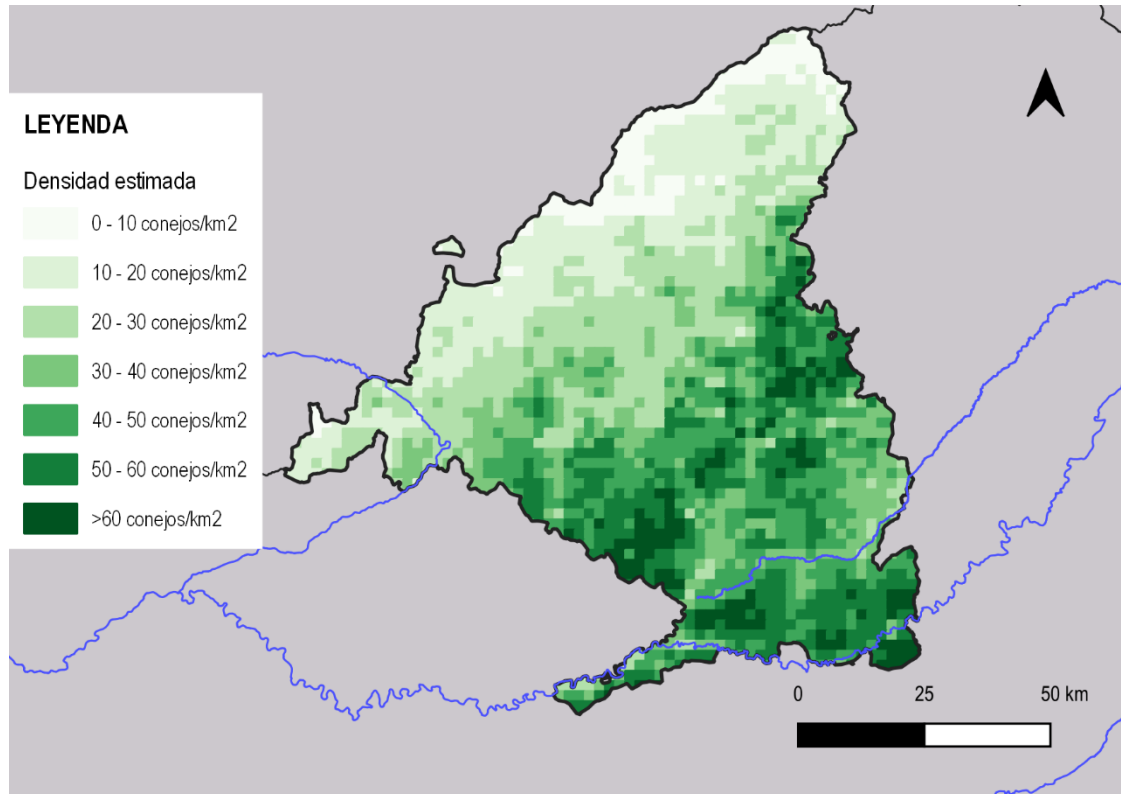 LEYENDA
Densidad estimada
0 - 10 conejos/km2
10 - 20 conejos/km2
20 - 30 conejos/km2
30 - 40 conejos/km2
40 - 50 conejos/km2
50 - 60 conejos/km2
>60 conejos/km2
0 25 50 km